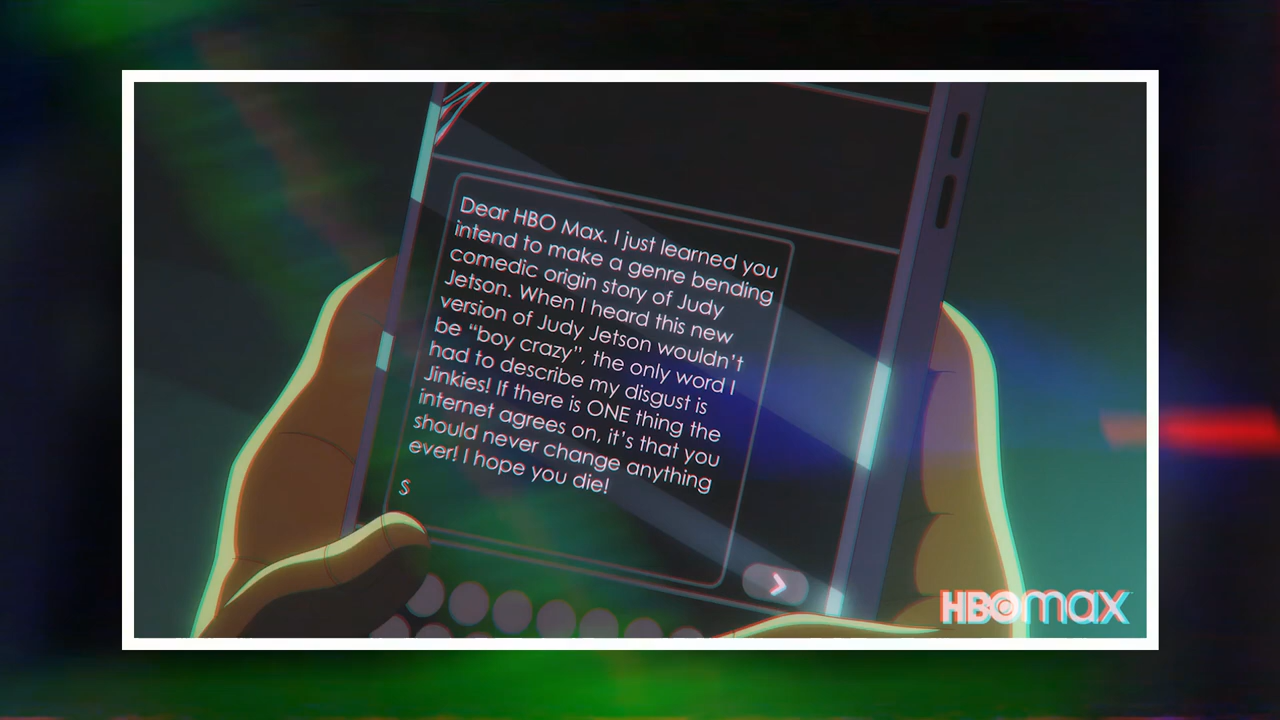 Dear HBO Max. I just learned you
intend to make a genre bending
comedic origin story of Judy
Jetson. When I heard this new
version of Judy Jetson wouldn't
be “boy crazy”, the only word I
had to describe my disgust is
Jinkies! If there is ONE thing the
internet agrees on, it's that you
should never change anything
ever! I hope you die!
S
HBOmax